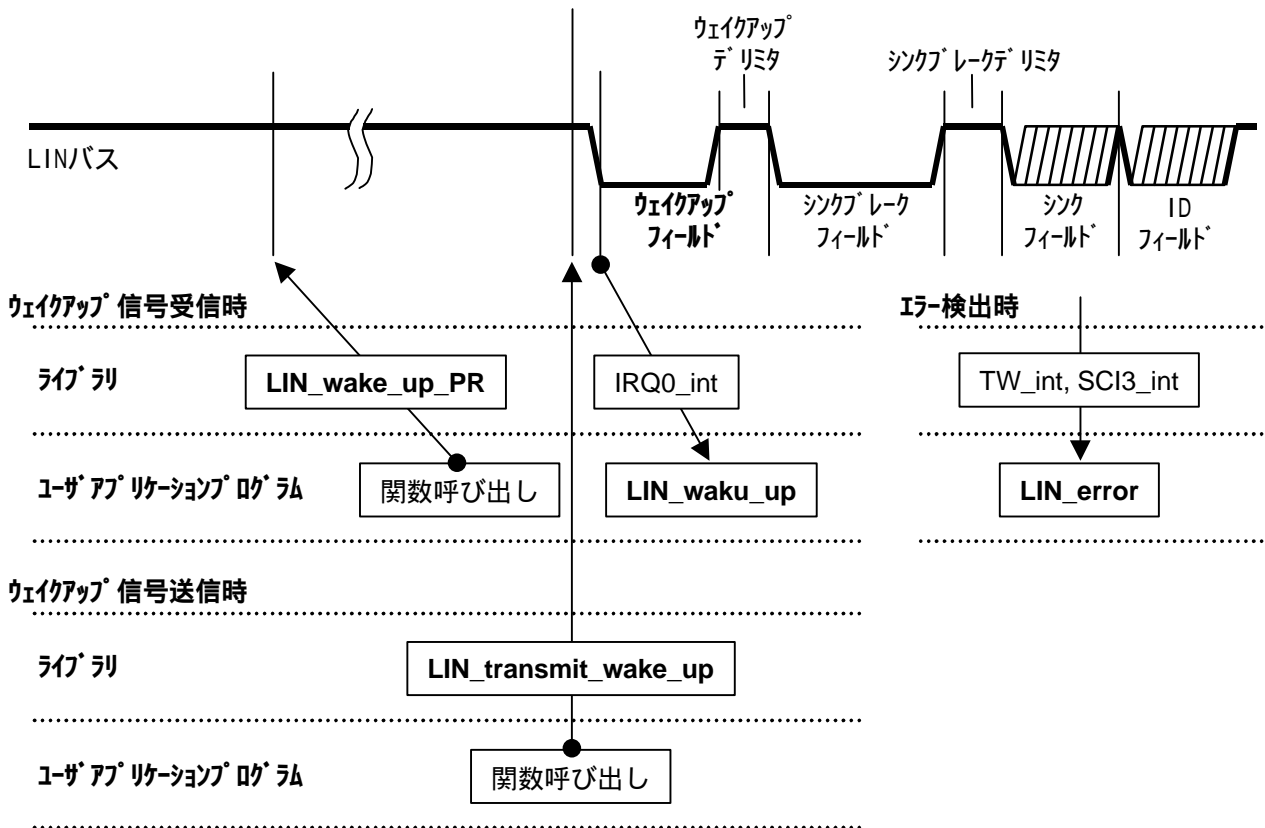 ウェイクアップ
デリミタ
シンクブレークデリミタ
LINバス
ウェイクアップ
フィールド
シンクブレーク
フィールド
シンク
フィールド
ID
フィールド
ウェイクアップ信号受信時
エラー検出時
ライブラリ
LIN_wake_up_PR
IRQ0_int
TW_int, SCI3_int
ユーザアプリケーションプログラム
関数呼び出し
LIN_waku_up
LIN_error
ウェイクアップ信号送信時
ライブラリ
LIN_transmit_wake_up
ユーザアプリケーションプログラム
関数呼び出し